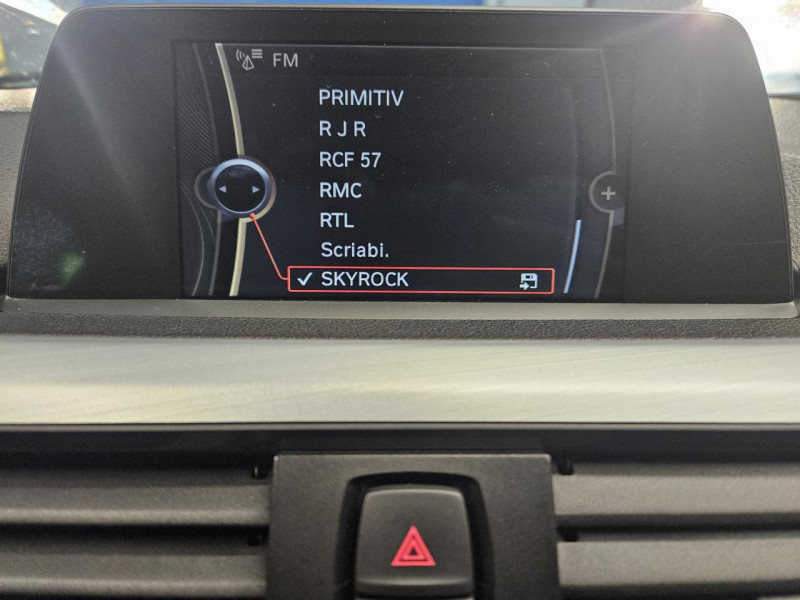 FM
PRIMITIV
R J R
RCF 57
RMC
RTL
Scriabi.
SKYROCK